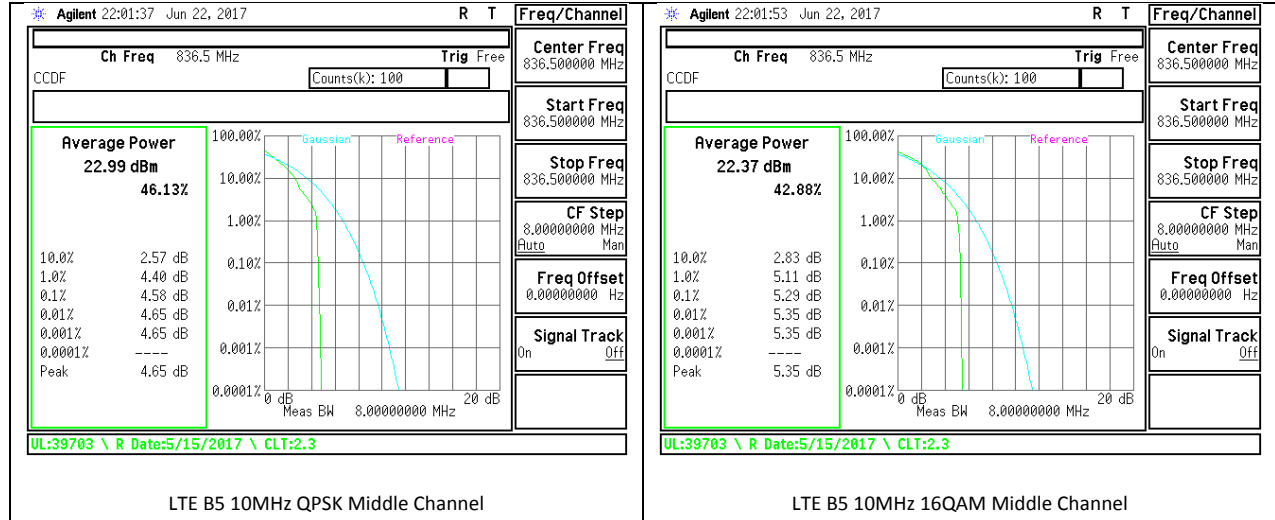 Agilent 22:01:37 Jun 22, 2017 R T
Freq/Channel
Ch Freq 836.5 MHz Trig Free
CCDF Counts(k): 100
Average Power
22.99 dBm
46.13%
10.0% 2.57 dB
1.0% 4.40 dB
0.1% 4.58 dB
0.01% 4.65 dB
0.001% 4.65 dB
0.0001% ----
Peak 4.65 dB
100.00%
Gaussian Reference
10.00%
1.00%
0.10%
0.01%
0.001%
0.0001%
0 dB 20 dB
Meas BW 8.00000000 MHz
Center Freq
836.500000 MHz
Start Freq
836.500000 MHz
Stop Freq
836.500000 MHz
CF Step
8.00000000 MHz
Auto Man
Freq Offset
0.00000000 Hz
Signal Track
On Off
UL:39703 \ R Date:5/15/2017 \ CLT:2.3
LTE B5 10MHz QPSK Middle Channel
Agilent 22:01:53 Jun 22, 2017 R T
Freq/Channel
Ch Freq 836.5 MHz Trig Free
CCDF Counts(k): 100
Average Power
22.37 dBm
42.88%
10.0% 2.83 dB
1.0% 5.11 dB
0.1% 5.29 dB
0.01% 5.35 dB
0.001% 5.35 dB
0.0001% ----
Peak 5.35 dB
100.00%
Gaussian Reference
10.00%
1.00%
0.10%
0.01%
0.001%
0.0001%
0 dB 20 dB
Meas BW 8.00000000 MHz
Center Freq
836.500000 MHz
Start Freq
836.500000 MHz
Stop Freq
836.500000 MHz
CF Step
8.00000000 MHz
Auto Man
Freq Offset
0.00000000 Hz
Signal Track
On Off
UL:39703 \ R Date:5/15/2017 \ CLT:2.3
LTE B5 10MHz 16QAM Middle Channel